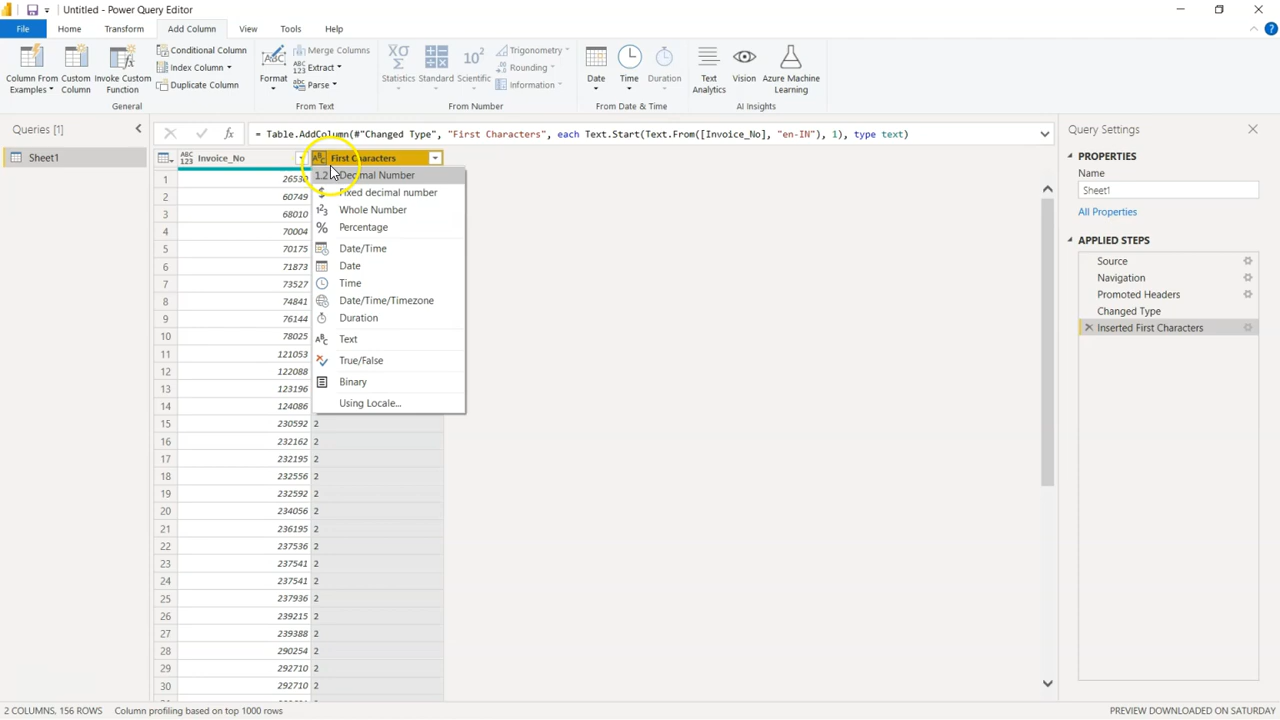 Untitled - Power Query Editor
File Home Transform Add Column View Tools Help
Column From Examples Custom Column Invoke Custom Function
Conditional Column
Index Column
Duplicate Column
General
Format
Merge Columns
Extract
Parse
From Text
Statistics Standard Scientific
Trigonometry
Rounding
Information
From Number
Date Time Duration
From Date & Time
Text Analytics Vision Azure Machine Learning
AI Insights
Queries [1]
Sheet1
= Table.AddColumn(#"Changed Type", "First Characters", each Text.Start(Text.From([Invoice_No], "en-IN"), 1), type text)
ABC 123 Invoice_No ABC First Characters
1 26530
2 60749
3 68010
4 70004
5 70175
6 71873
7 73527
8 74841
9 76144
10 78025
11 121053
12 122088
13 123196
14 124086
15 230592 2
16 232162 2
17 232195 2
18 232556 2
19 232592 2
20 234056 2
21 236195 2
22 237536 2
23 237541 2
24 237541 2
25 237936 2
26 239215 2
27 239388 2
28 290254 2
29 292710 2
30 292710 2
1.2 Decimal Number
$ Fixed decimal number
123 Whole Number
% Percentage
Date/Time
Date
Time
Date/Time/Timezone
Duration
ABC Text
True/False
Binary
Using Locale...
Query Settings
PROPERTIES
Name
Sheet1
All Properties
APPLIED STEPS
Source
Navigation
Promoted Headers
Changed Type
Inserted First Characters
2 COLUMNS, 156 ROWS Column profiling based on top 1000 rows
PREVIEW DOWNLOADED ON SATURDAY